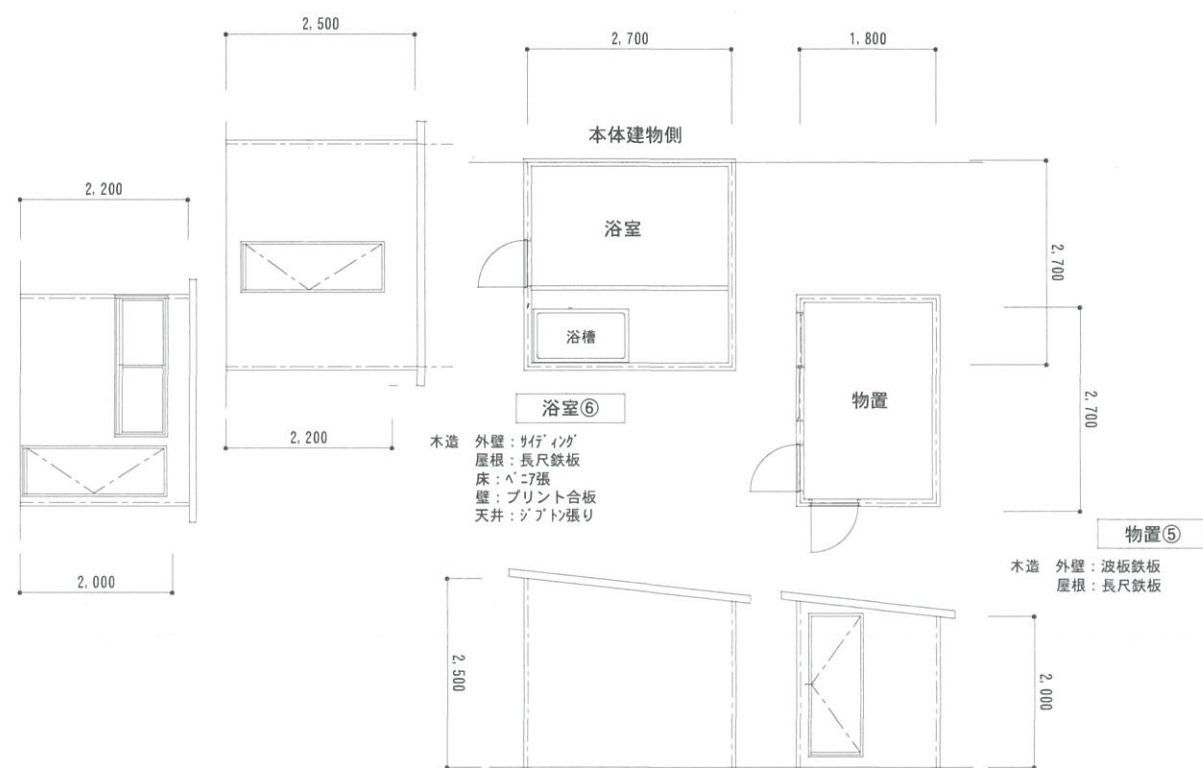 2,500
2,700
1,800
本体建物側
2,200
浴室
2,700
浴槽
物置
2,700
浴室⑥
2,200
木造 外壁：ｻｲﾃﾞｨﾝｸﾞ
屋根：長尺鉄板
床：ﾍﾞﾆｱ張
壁：プリント合板
天井：ｼﾞﾌﾟﾄﾝ張り
物置⑤
木造 外壁：波板鉄板
屋根：長尺鉄板
2,000
2,500
2,000